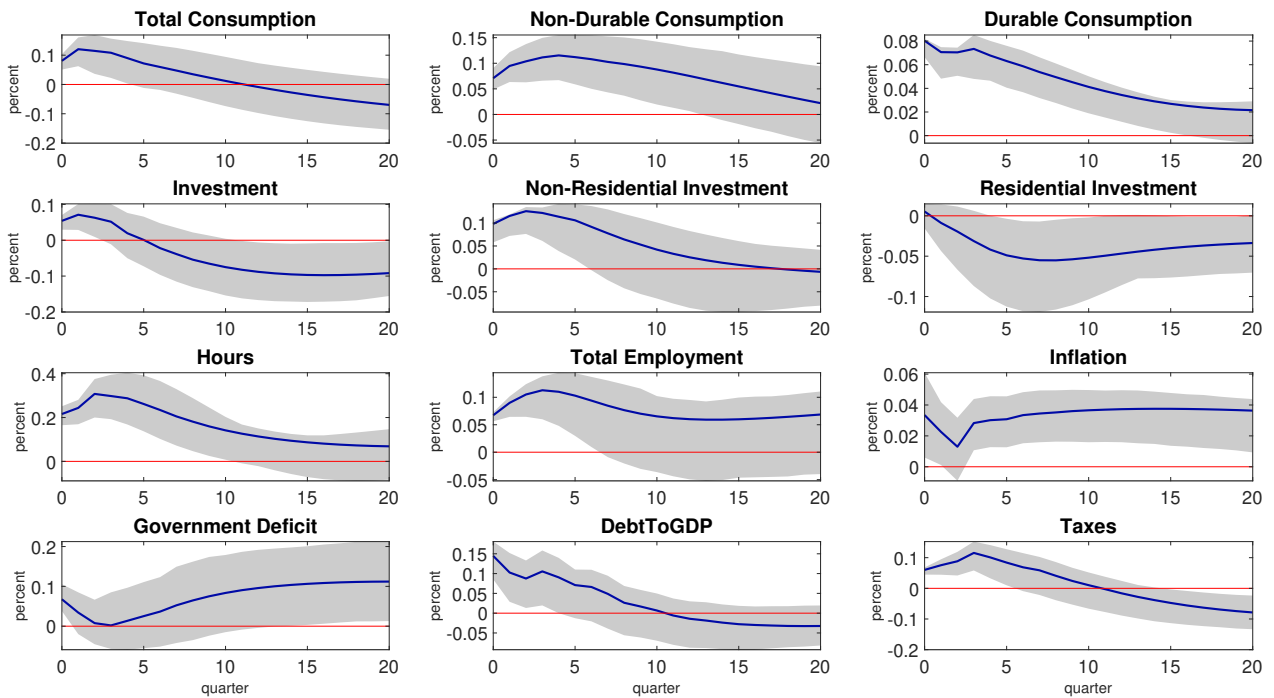 Total Consumption
percent
0.1
0
-0.1
-0.2
0 5 10 15 20
Non-Durable Consumption
percent
0.15
0.1
0.05
0
-0.05
0 5 10 15 20
Durable Consumption
percent
0.08
0.06
0.04
0.02
0
0 5 10 15 20
Investment
percent
0.1
0
-0.1
-0.2
0 5 10 15 20
Non-Residential Investment
percent
0.1
0.05
0
-0.05
0 5 10 15 20
Residential Investment
percent
0
-0.05
-0.1
0 5 10 15 20
Hours
percent
0.4
0.2
0
0 5 10 15 20
Total Employment
percent
0.1
0.05
0
-0.05
0 5 10 15 20
Inflation
percent
0.06
0.04
0.02
0
0 5 10 15 20
Government Deficit
percent
0.2
0.1
0
0 5 10 15 20
quarter
DebtToGDP
percent
0.15
0.1
0.05
0
-0.05
0 5 10 15 20
quarter
Taxes
percent
0.1
0
-0.1
-0.2
0 5 10 15 20
quarter